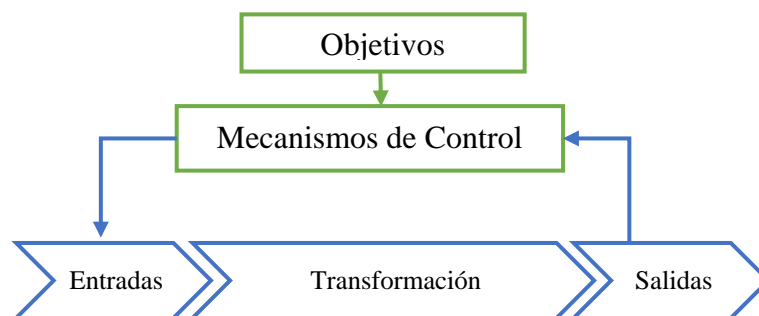 Objetivos
Mecanismos de Control
Entradas
Transformación
Salidas